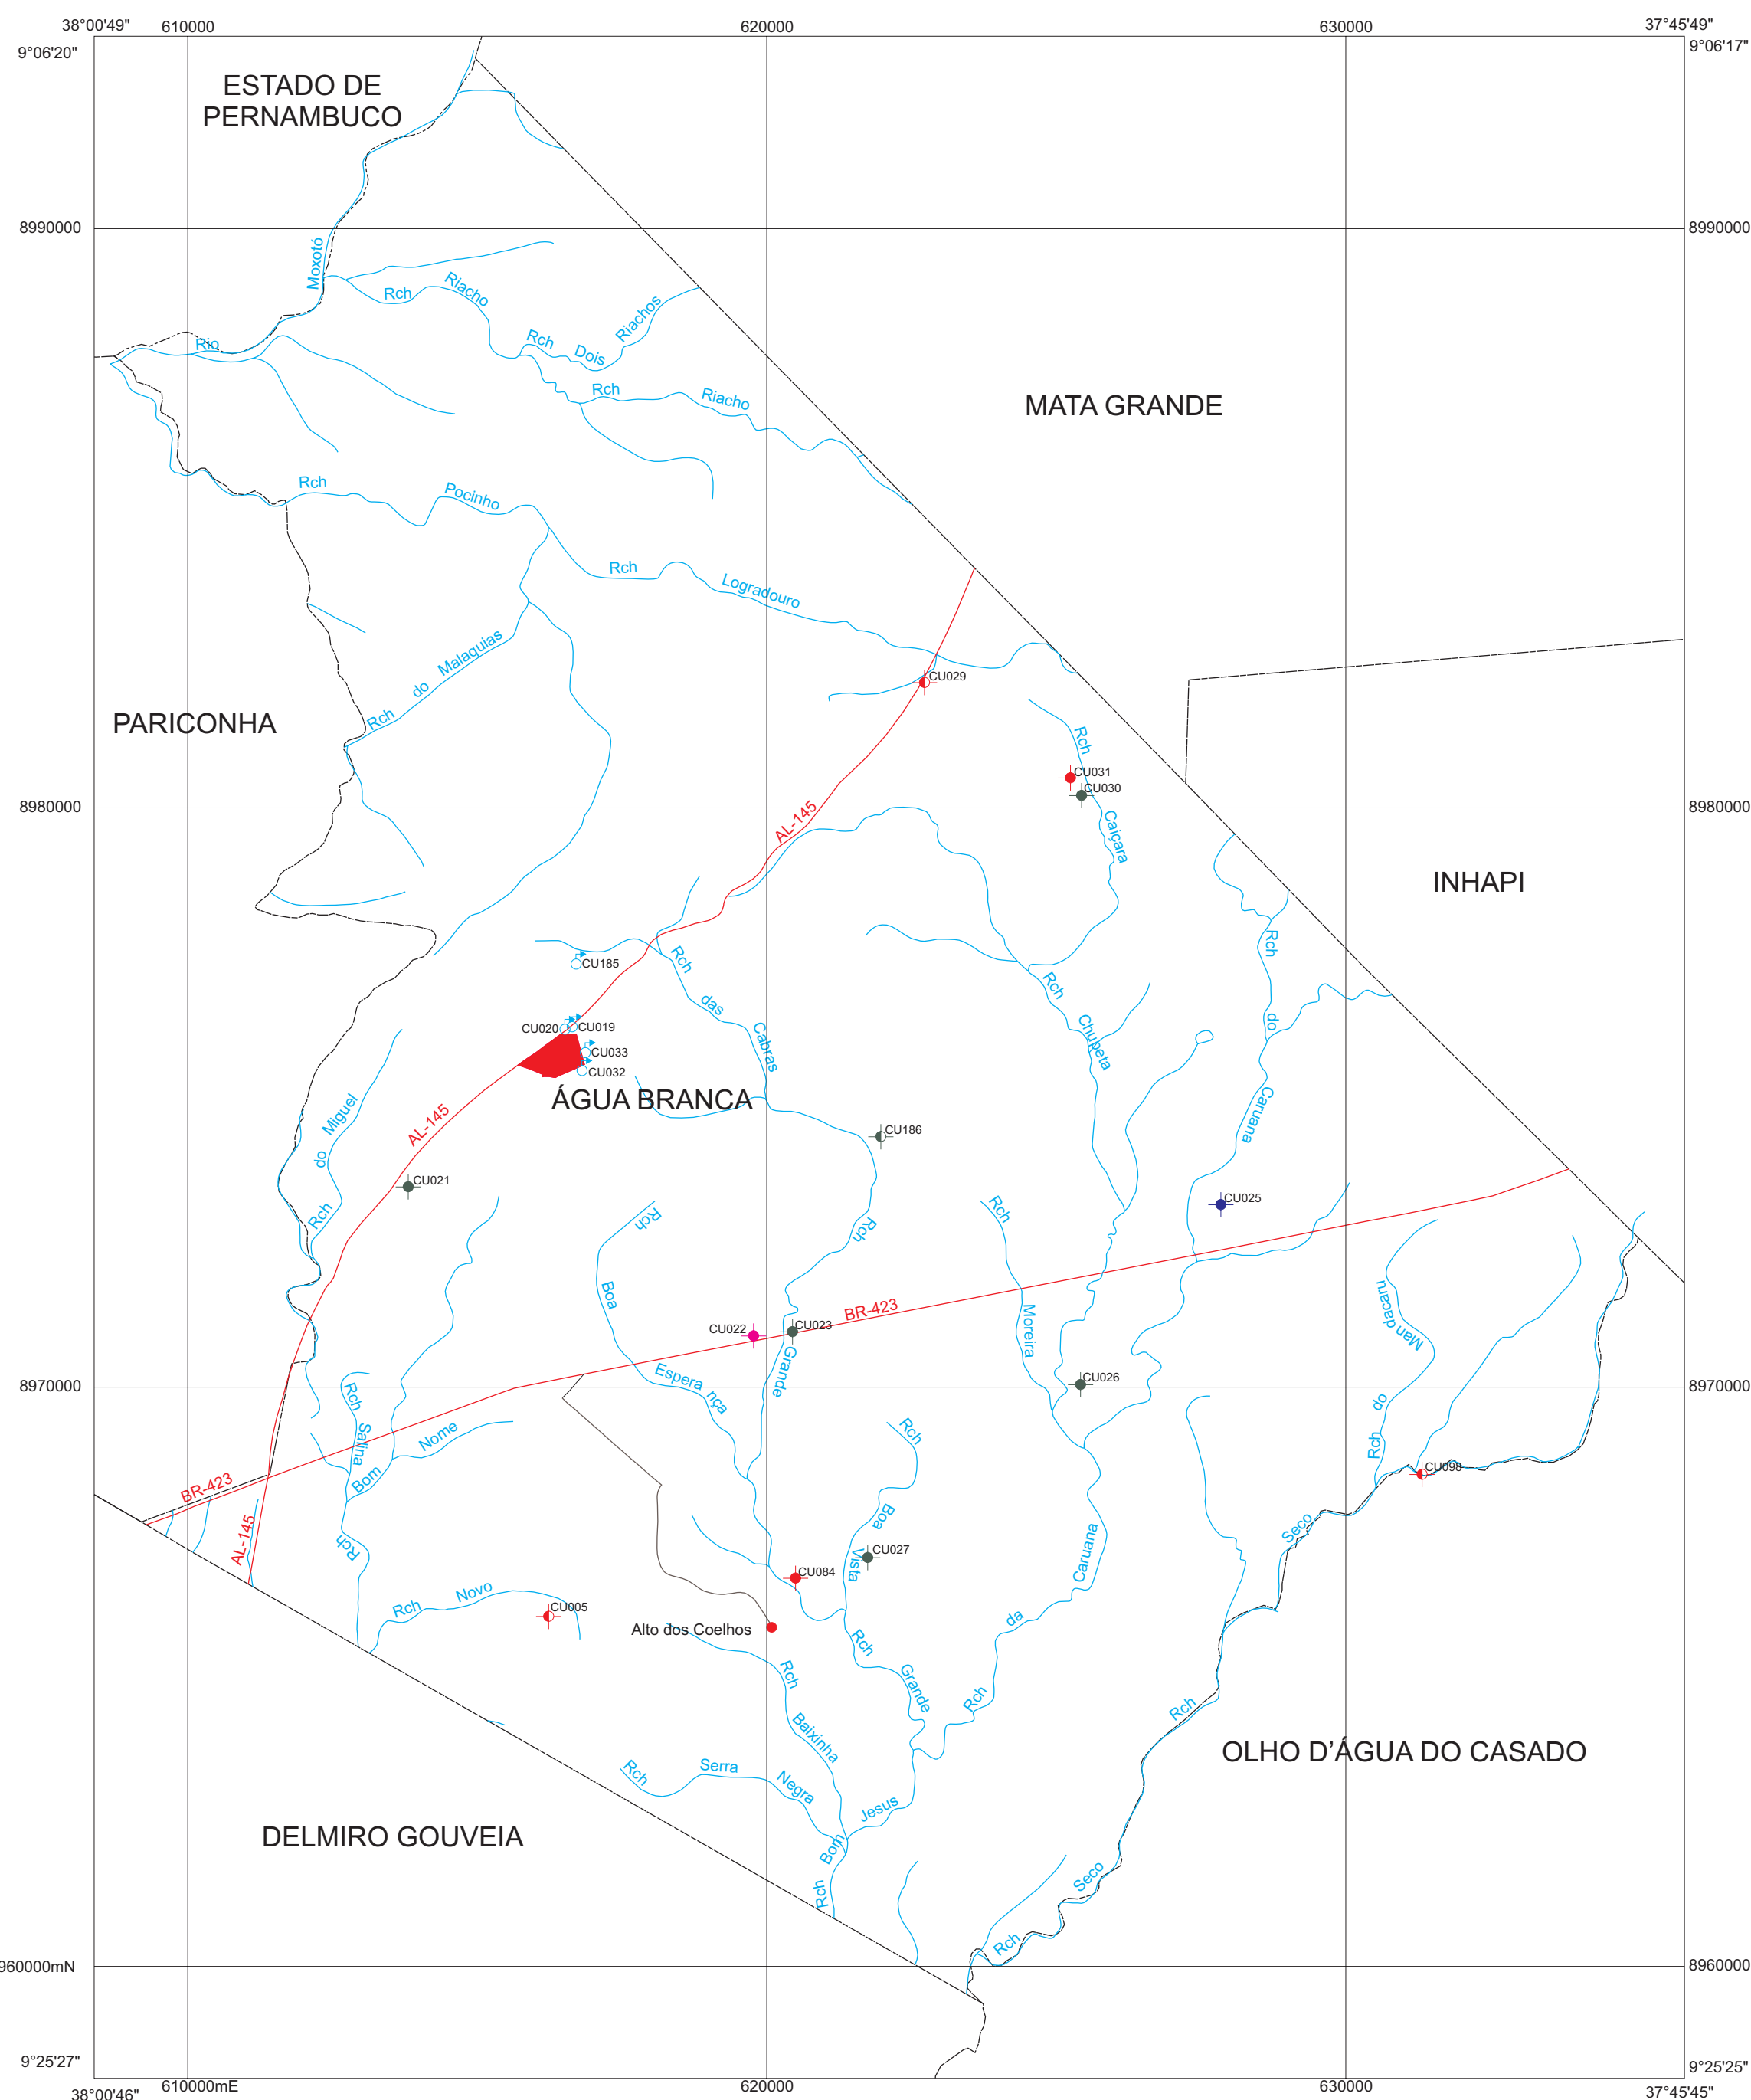 38°00'49"
610000
620000
630000
37°45'49"
9°06'20"
9°06'17"
ESTADO DE
PERNAMBUCO
8990000
8990000
Moxotó
Rch
Riacho
Riachos
Rch
Dois
Rio
Rch
Riacho
MATA GRANDE
Rch
Pocinho
Rch
Logradouro
Malaquias
do
Rch
CU029
PARICONHA
Rch
CU031
CU030
8980000
8980000
AL-145
Caiçara
INHAPI
Rch
CU185
Rch
das
Rch
Cabras
CU020
CU019
do
Chupeta
CU033
CU032
ÁGUA BRANCA
Miguel
AL-145
Caruana
CU186
do
CU021
CU025
Rch
Rch
Rch
Rch
Boa
Man dacaru
BR-423
CU022
CU023
Moreira
Grande
Espera nça
CU026
8970000
8970000
Rch
do
Salina
Nome
Rch
Rch
Bom
BR-423
CU098
Boa
Seco
AL-145
Rch
Caruana
Vista
CU027
CU084
Rch
Novo
CU005
da
Alto dos Coelhos
Rch
Rch
Grande
Rch
Rch
Baixinha
OLHO D'ÁGUA DO CASADO
Rch
Serra
Negra
Jesus
DELMIRO GOUVEIA
Bom
Seco
Rch
Rch
960000mN
8960000
9°25'27"
9°25'25"
38°00'46"
610000mE
620000
630000
37°45'45"